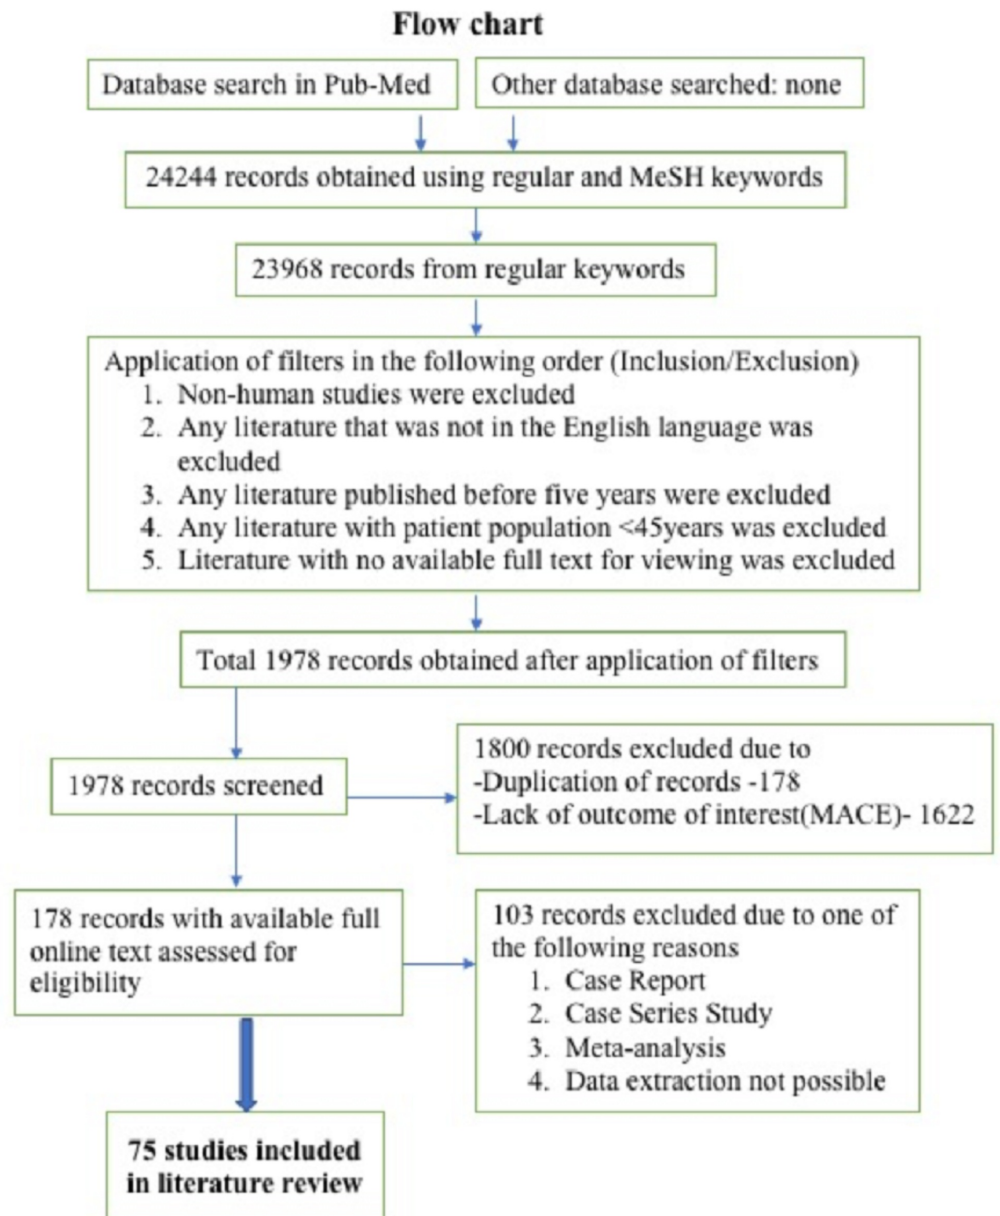 Flow chart
Database search in Pub-Med
Other database searched: none
24244 records obtained using regular and MeSH keywords
23968 records from regular keywords
Application of filters in the following order (Inclusion/Exclusion)
1. Non-human studies were excluded
2. Any literature that was not in the English language was
excluded
3. Any literature published before five years were excluded
4. Any literature with patient population <45years was excluded
5. Literature with no available full text for viewing was excluded
Total 1978 records obtained after application of filters
1978 records screened
1800 records excluded due to
-Duplication of records -178
-Lack of outcome of interest(MACE)- 1622
178 records with available full
online text assessed for
eligibility
103 records excluded due to one of
the following reasons
1. Case Report
2. Case Series Study
3. Meta-analysis
4. Data extraction not possible
75 studies included
in literature review